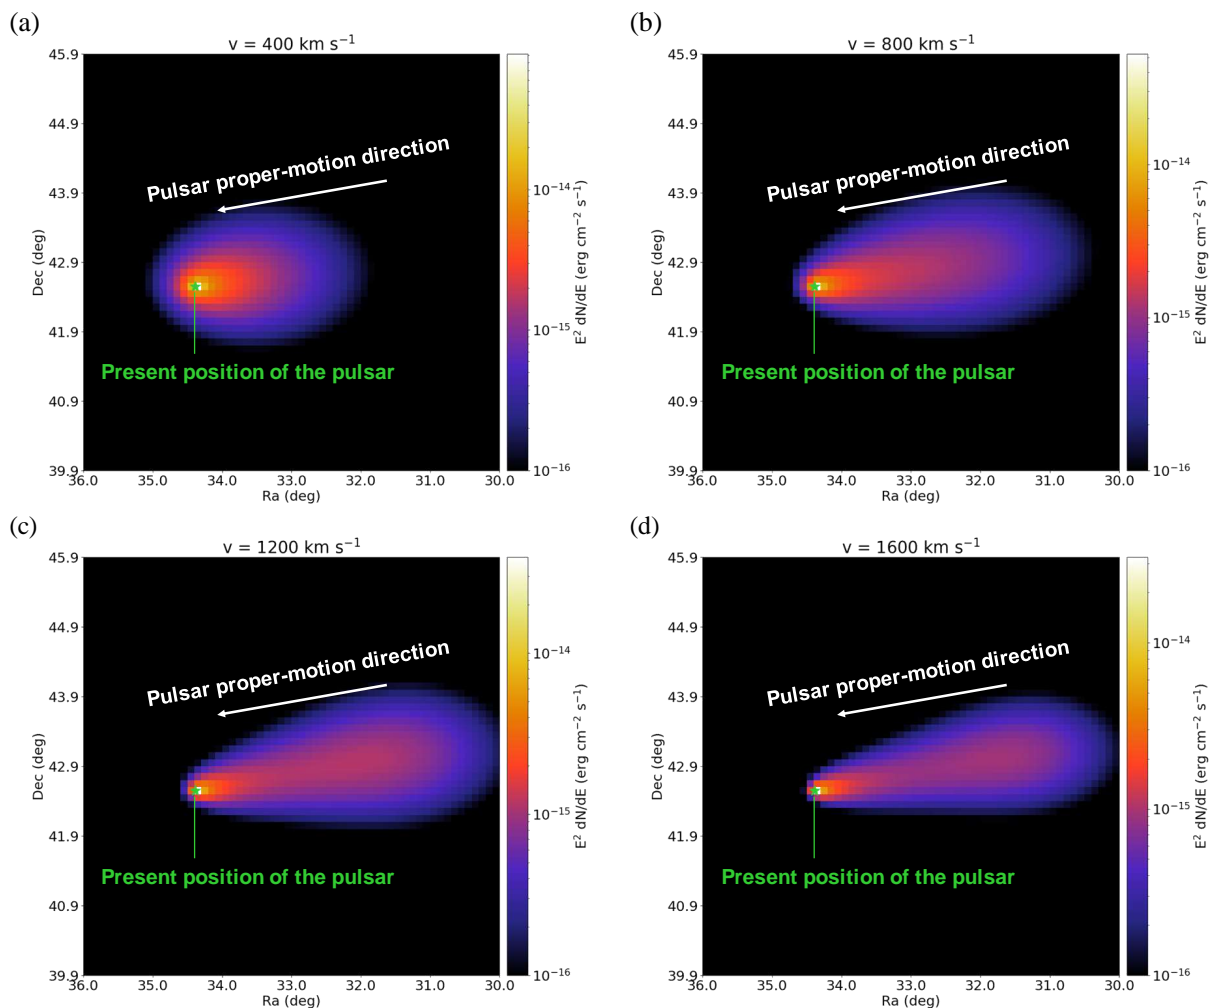 (a)
v = 400 km s⁻¹
45.9
44.9
43.9
42.9
41.9
40.9
39.9
Dec (deg)
36.0 35.0 34.0 33.0 32.0 31.0 30.0
Ra (deg)
Pulsar proper-motion direction
Present position of the pulsar
10⁻¹⁴
10⁻¹⁵
10⁻¹⁶
E² dN/dE (erg cm⁻² s⁻¹)
(b)
v = 800 km s⁻¹
45.9
44.9
43.9
42.9
41.9
40.9
39.9
Dec (deg)
36.0 35.0 34.0 33.0 32.0 31.0 30.0
Ra (deg)
Pulsar proper-motion direction
Present position of the pulsar
10⁻¹⁴
10⁻¹⁵
10⁻¹⁶
E² dN/dE (erg cm⁻² s⁻¹)
(c)
v = 1200 km s⁻¹
45.9
44.9
43.9
42.9
41.9
40.9
39.9
Dec (deg)
36.0 35.0 34.0 33.0 32.0 31.0 30.0
Ra (deg)
Pulsar proper-motion direction
Present position of the pulsar
10⁻¹⁴
10⁻¹⁵
10⁻¹⁶
E² dN/dE (erg cm⁻² s⁻¹)
(d)
v = 1600 km s⁻¹
45.9
44.9
43.9
42.9
41.9
40.9
39.9
Dec (deg)
36.0 35.0 34.0 33.0 32.0 31.0 30.0
Ra (deg)
Pulsar proper-motion direction
Present position of the pulsar
10⁻¹⁴
10⁻¹⁵
10⁻¹⁶
E² dN/dE (erg cm⁻² s⁻¹)